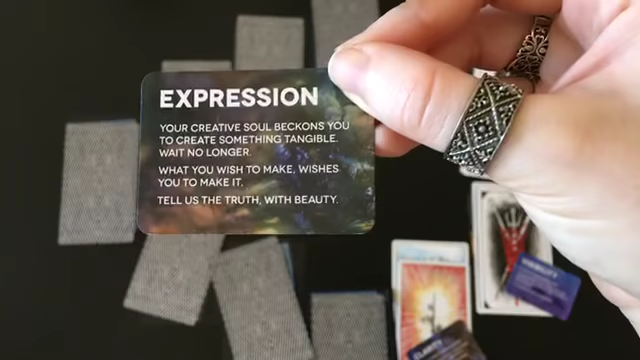 EXPRESSION
YOUR CREATIVE SOUL BECKONS YOU
TO CREATE SOMETHING TANGIBLE.
WAIT NO LONGER.
WHAT YOU WISH TO MAKE, WISHES
YOU TO MAKE IT.
TELL US THE TRUTH, WITH BEAUTY.